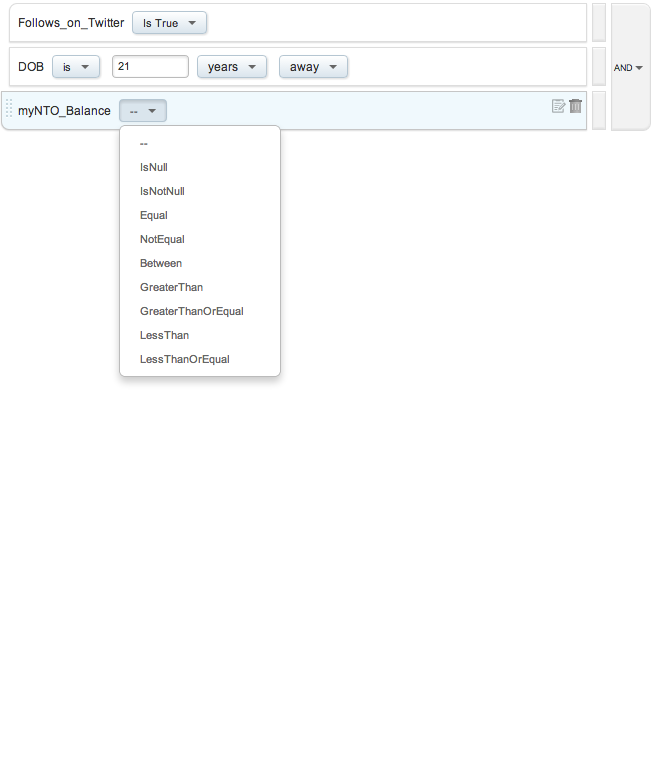 Follows_on_Twitter Is True
DOB is 21 years away
AND
myNTO_Balance --
--
IsNull
IsNotNull
Equal
NotEqual
Between
GreaterThan
GreaterThanOrEqual
LessThan
LessThanOrEqual